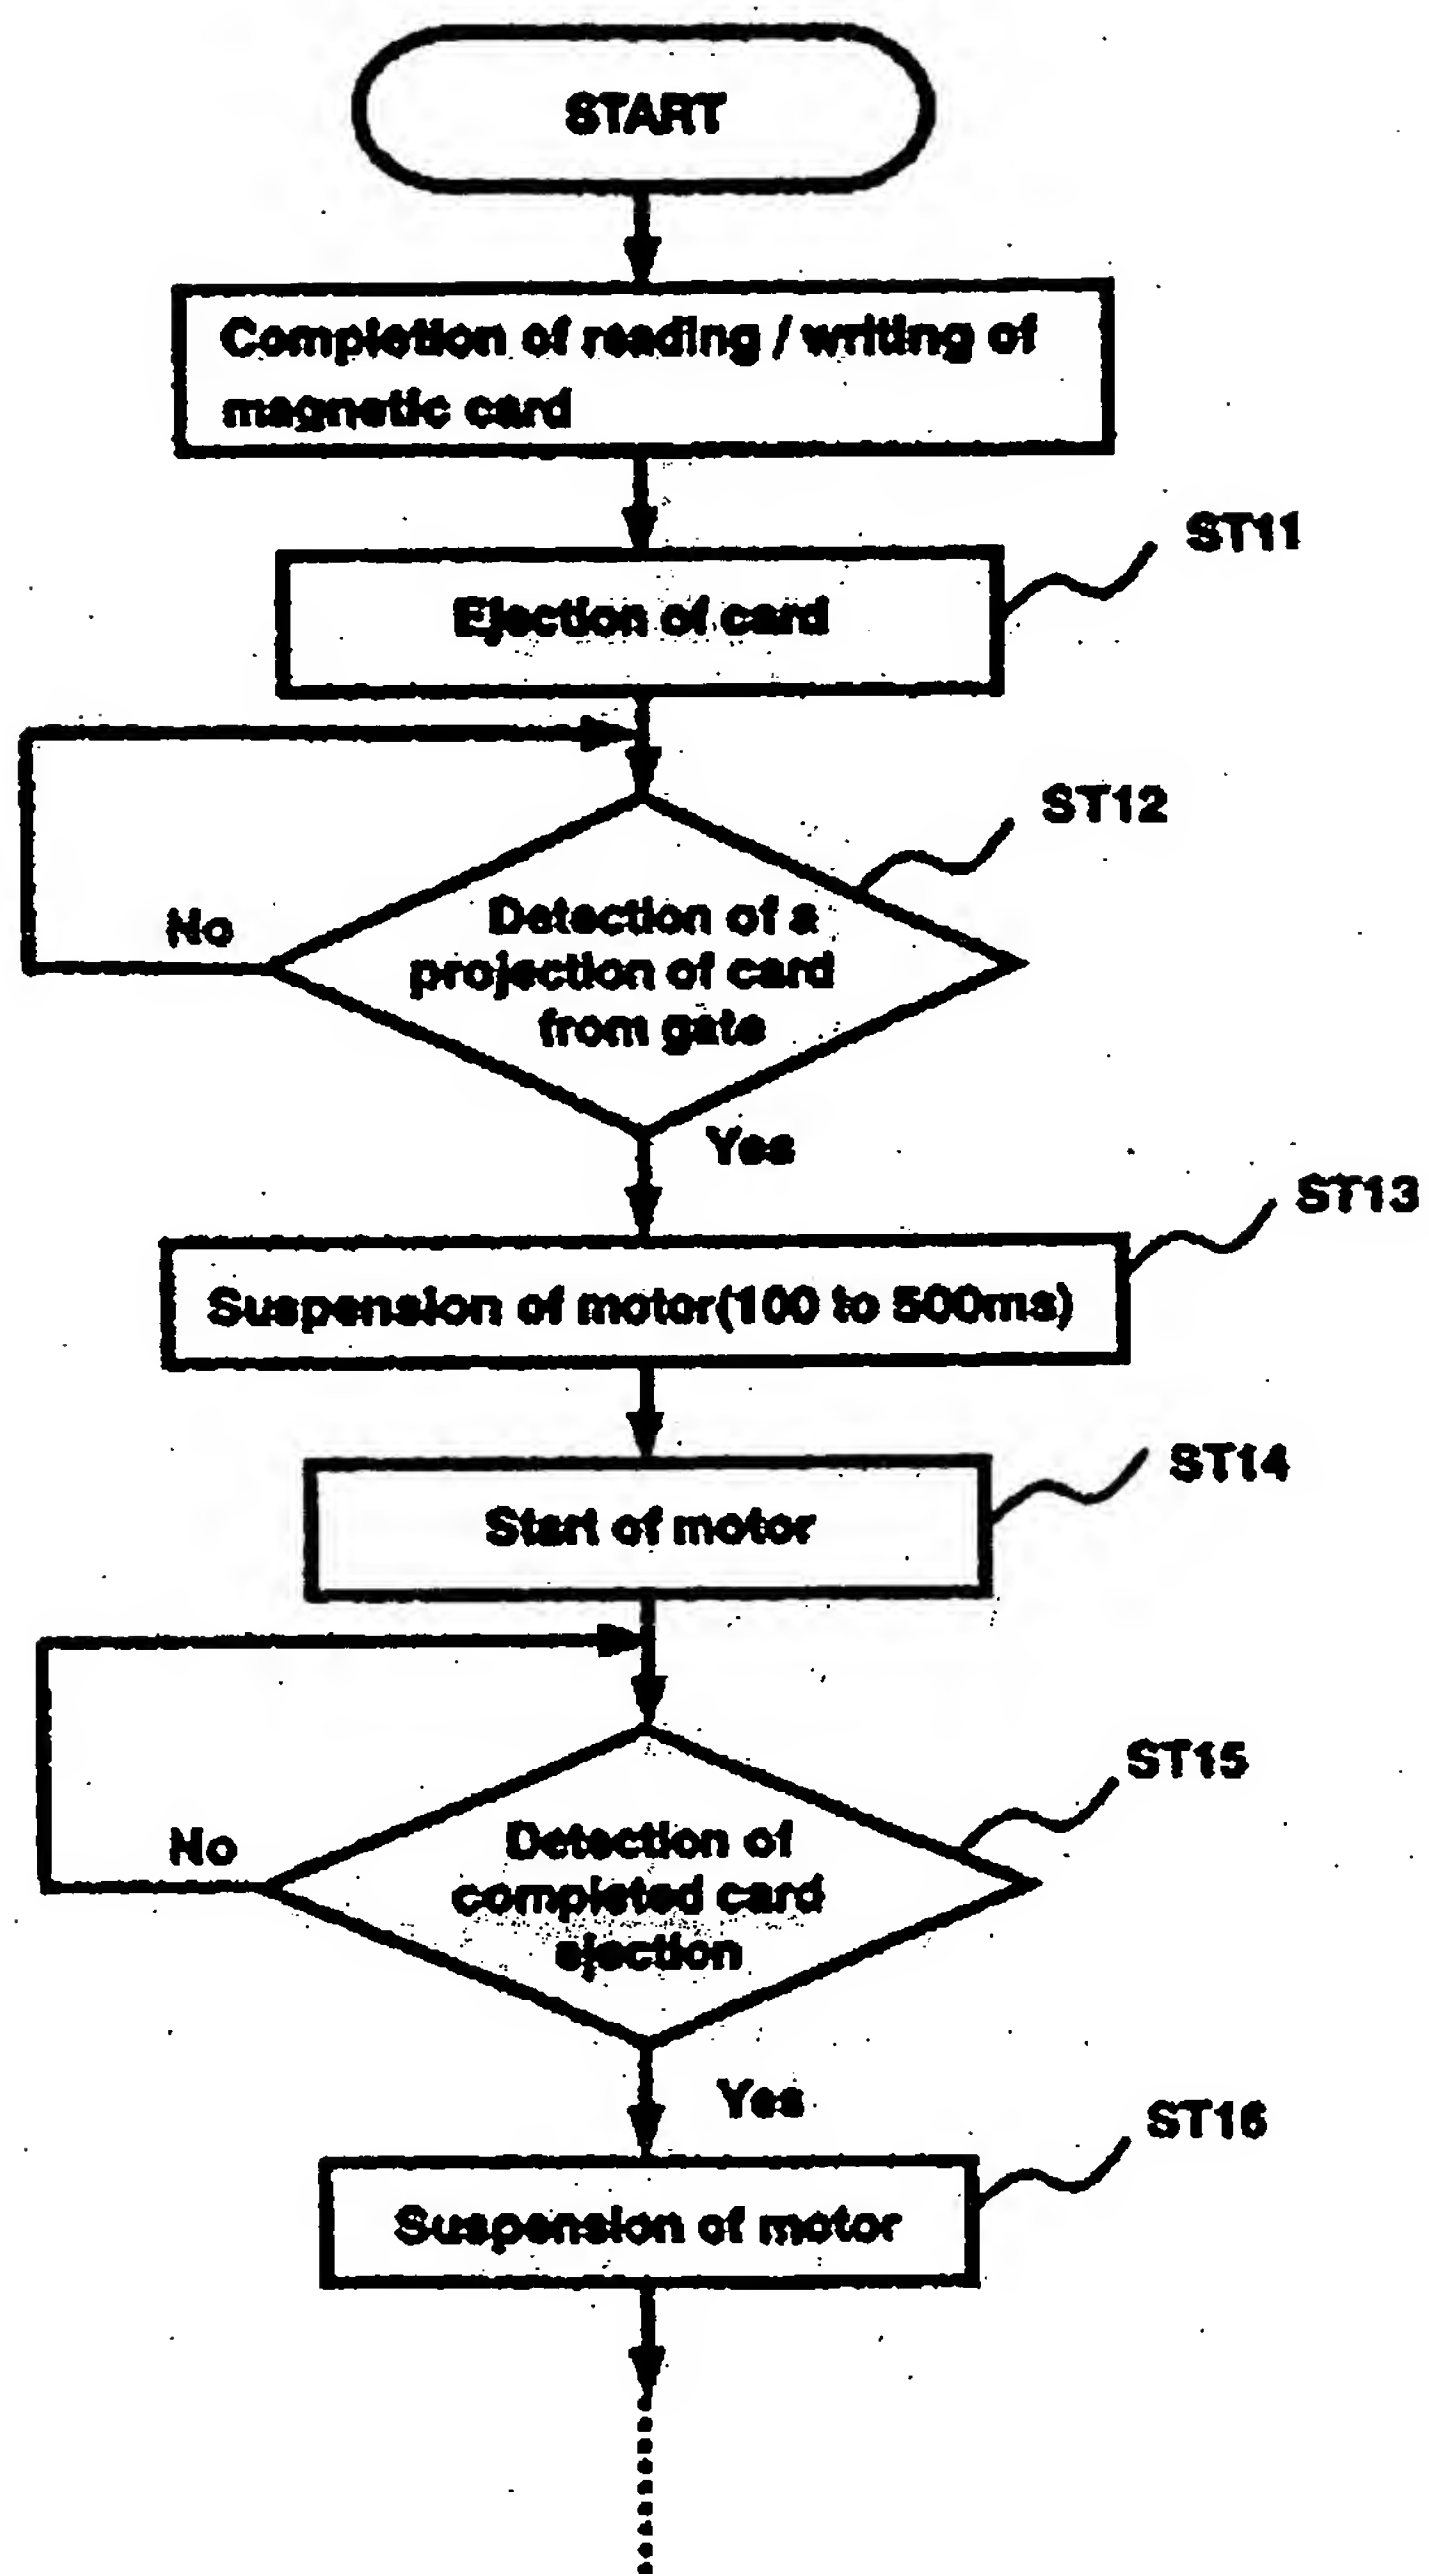 START
Completion of reading / writing of
magnetic card
ST11
Ejection of card
ST12
No
Detection of a
projection of card
from gate
Yes
ST13
Suspension of motor(100 to 500ms)
ST14
Start of motor
ST15
No
Detection of
completed card
ejection
Yes
ST16
Suspension of motor